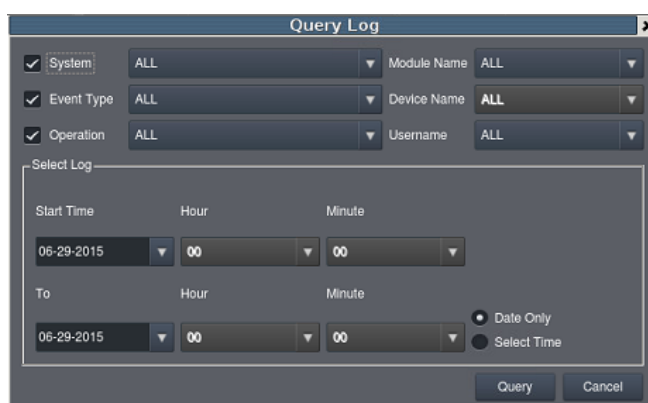 Query Log
System ALL Module Name ALL
Event Type ALL Device Name ALL
Operation ALL Username ALL
Select Log
Start Time Hour Minute
06-29-2015 00 00
To Hour Minute
Date Only
06-29-2015 00 00
Select Time
Query Cancel